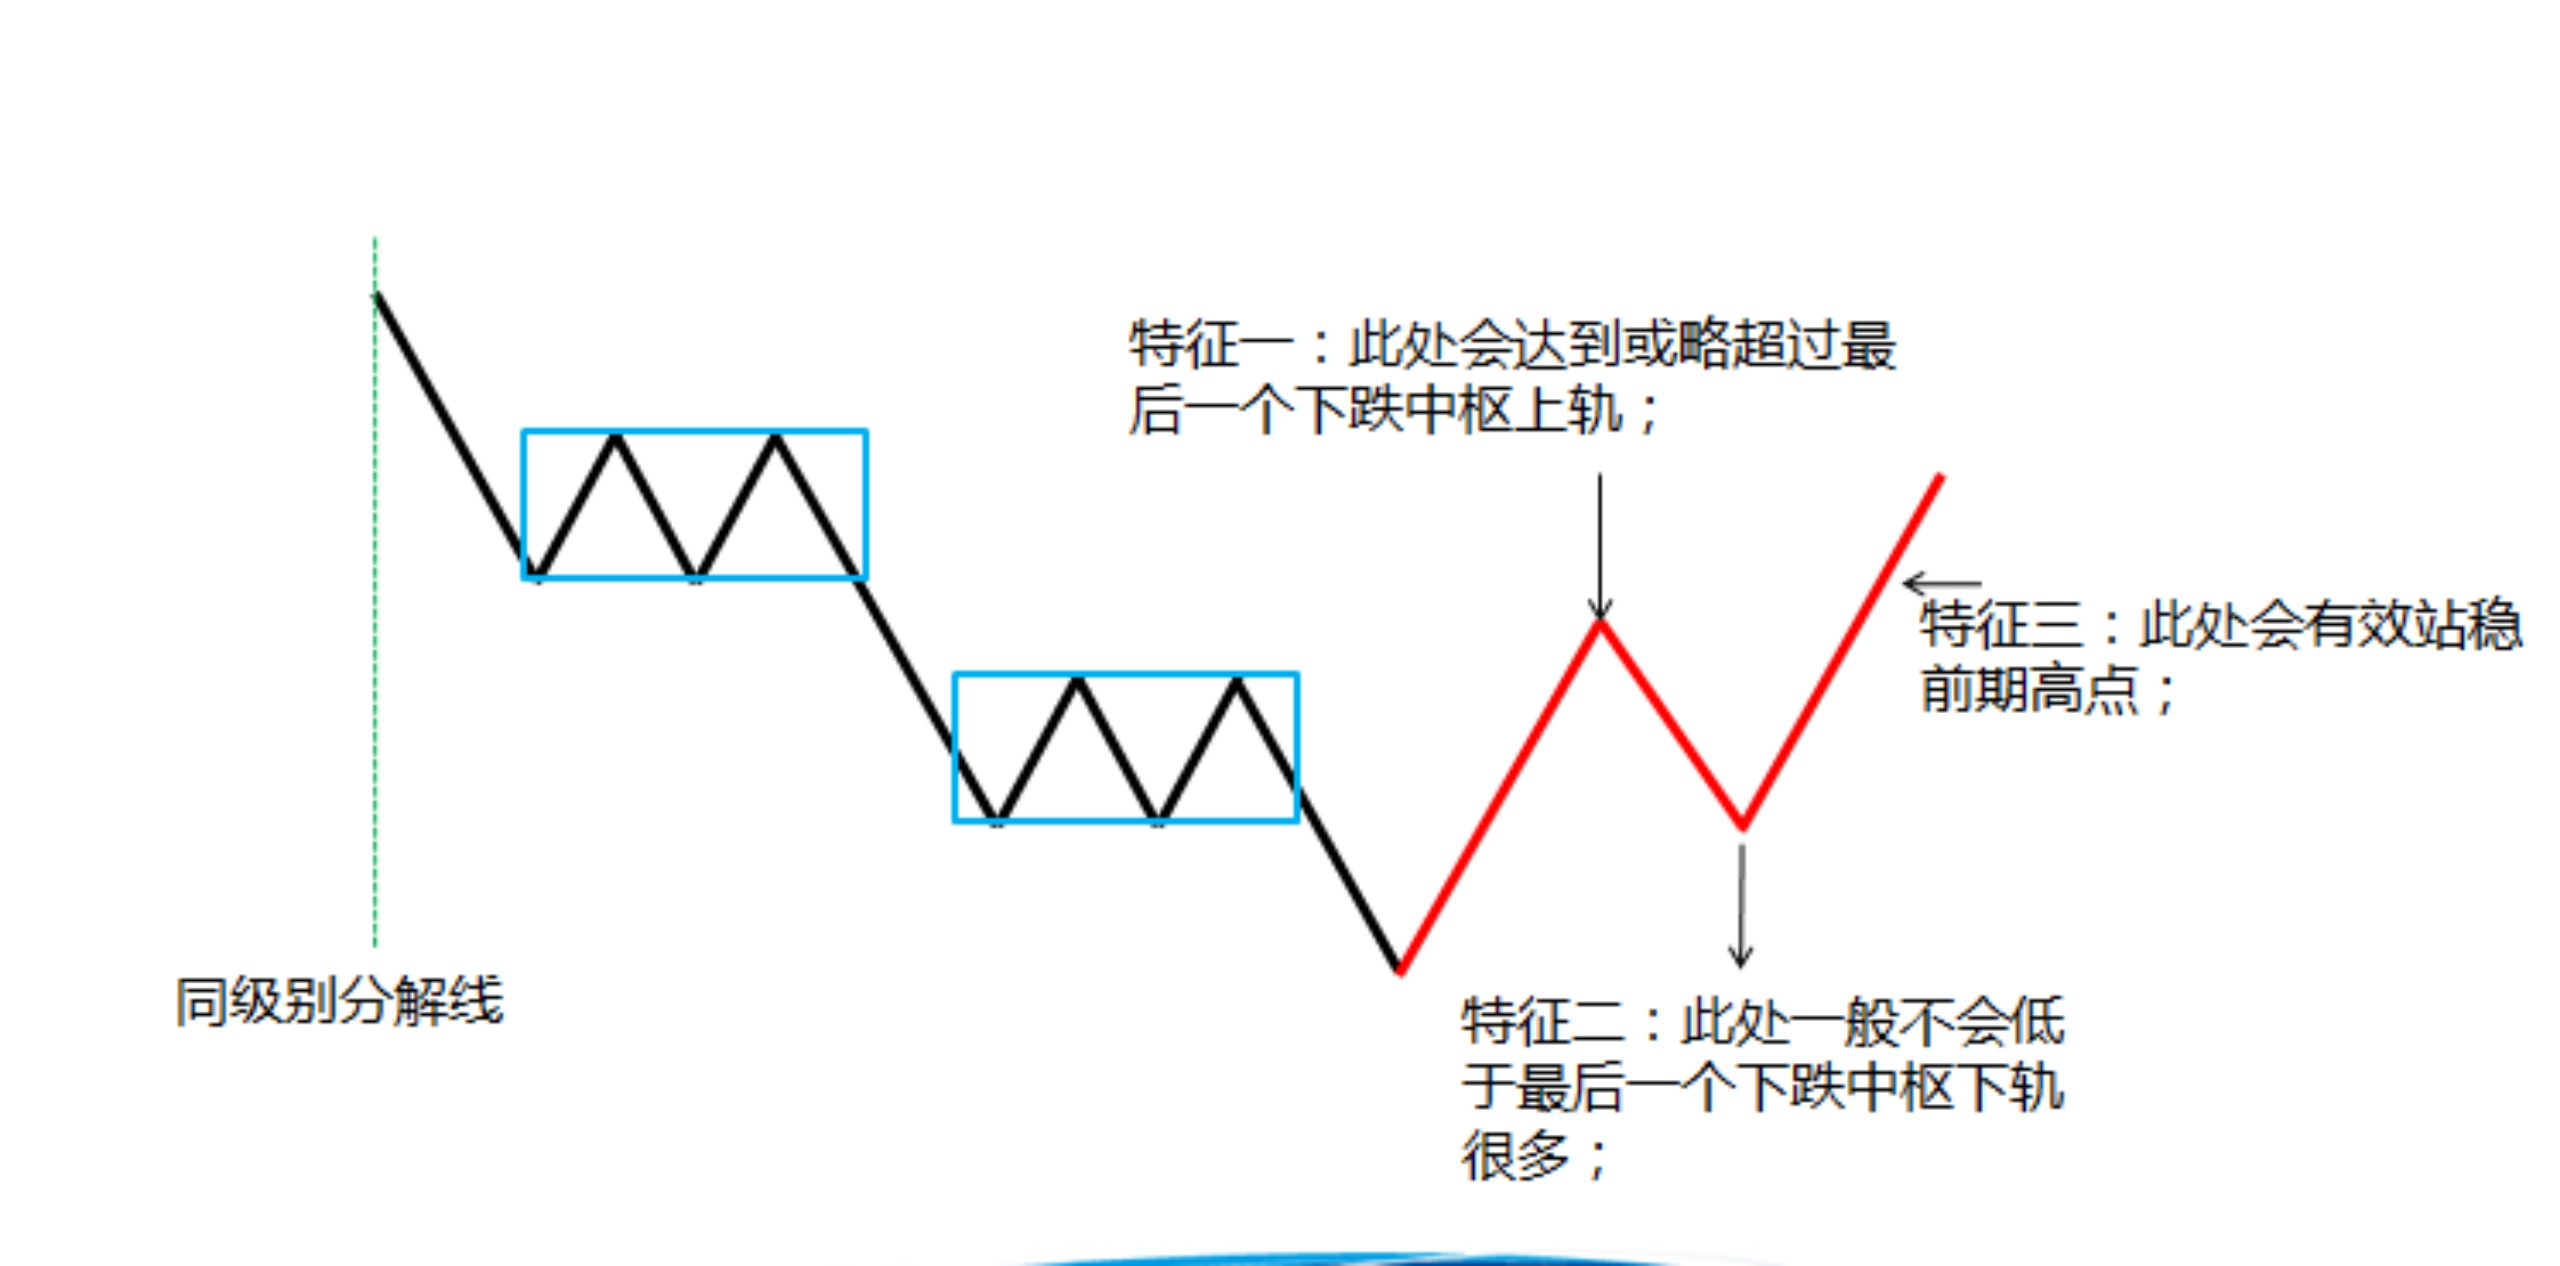 特征一：此处会达到或略超过最
后一个下跌中枢上轨；
特征三：此处会有效站稳
前期高点；
同级别分解线
特征二：此处一般不会低
于最后一个下跌中枢下轨
很多；